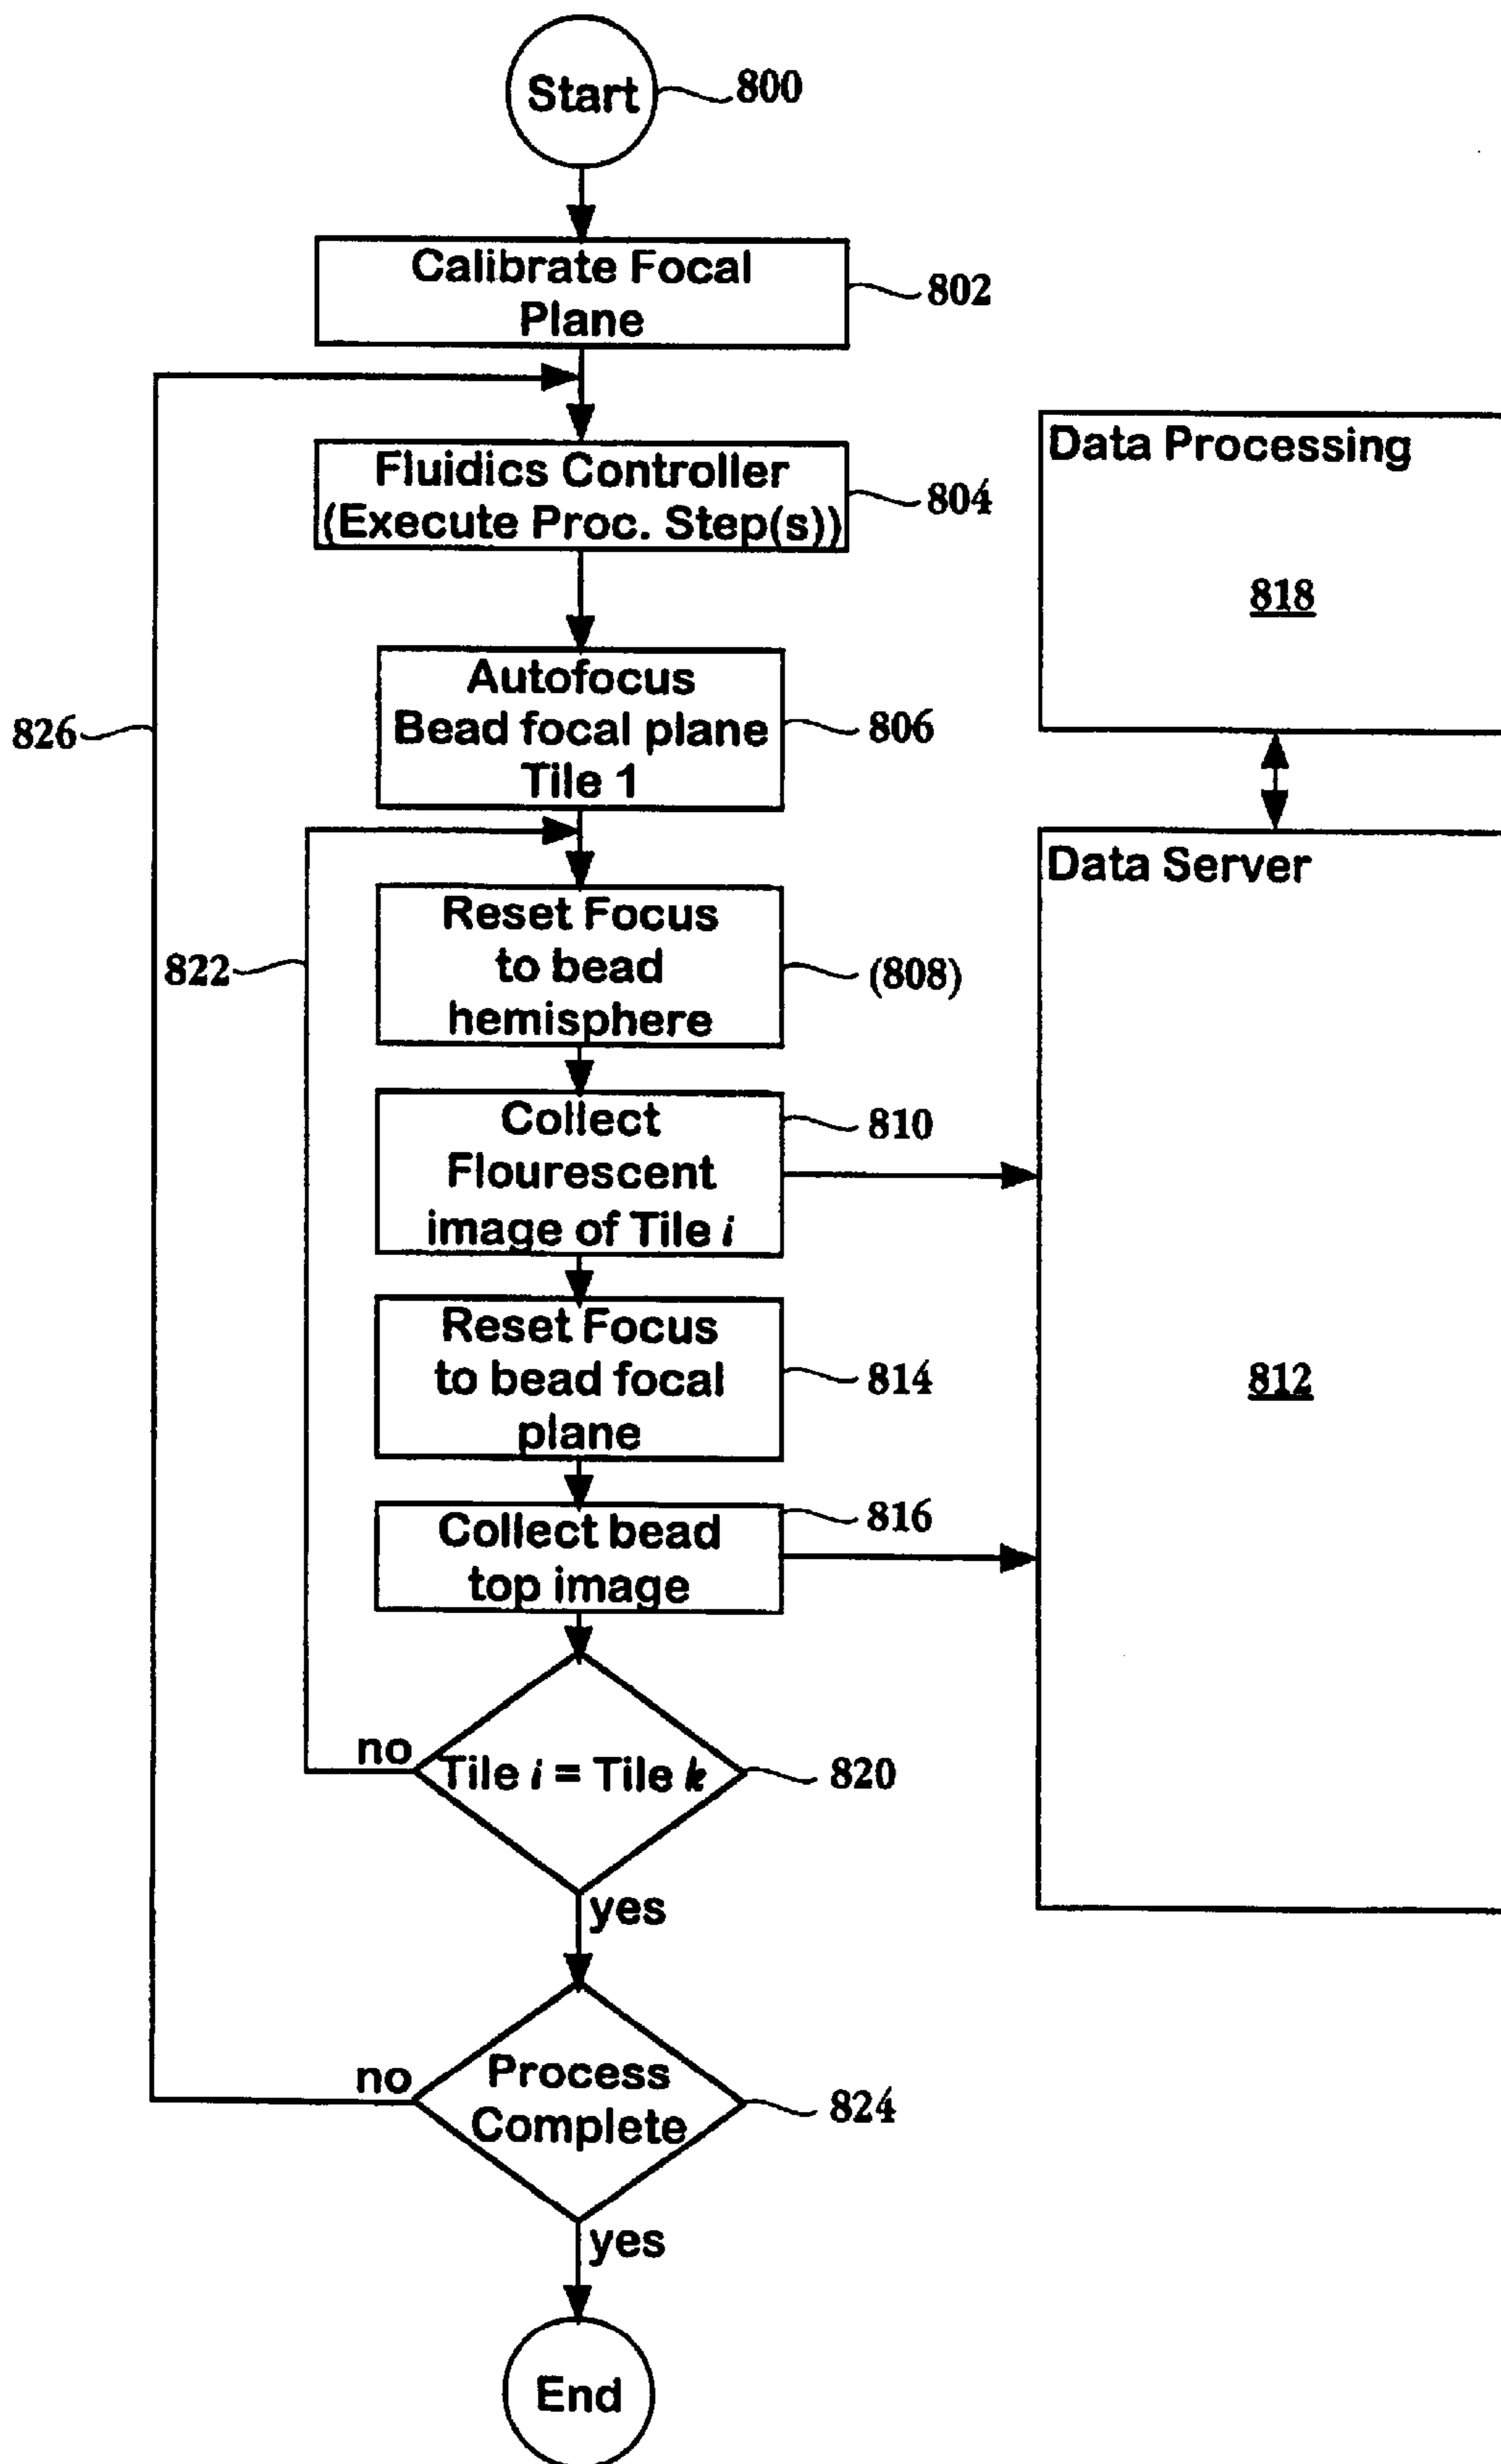 Start
800
Calibrate Focal
Plane
802
Fluidics Controller
(Execute Proc. Step(s))
804
Autofocus
Bead focal plane
Tile 1
806
826
Reset Focus
to bead
hemisphere
(808)
822
Collect
Flourescent
image of Tile i
810
Reset Focus
to bead focal
plane
814
Collect bead
top image
816
Tile i = Tile k
820
no
yes
Process
Complete
824
no
yes
End
Data Processing
818
Data Server
812